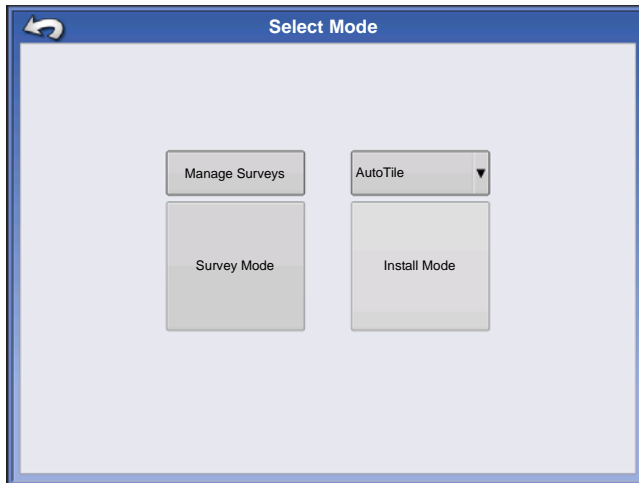 Select Mode
Manage Surveys
AutoTile
Survey Mode
Install Mode